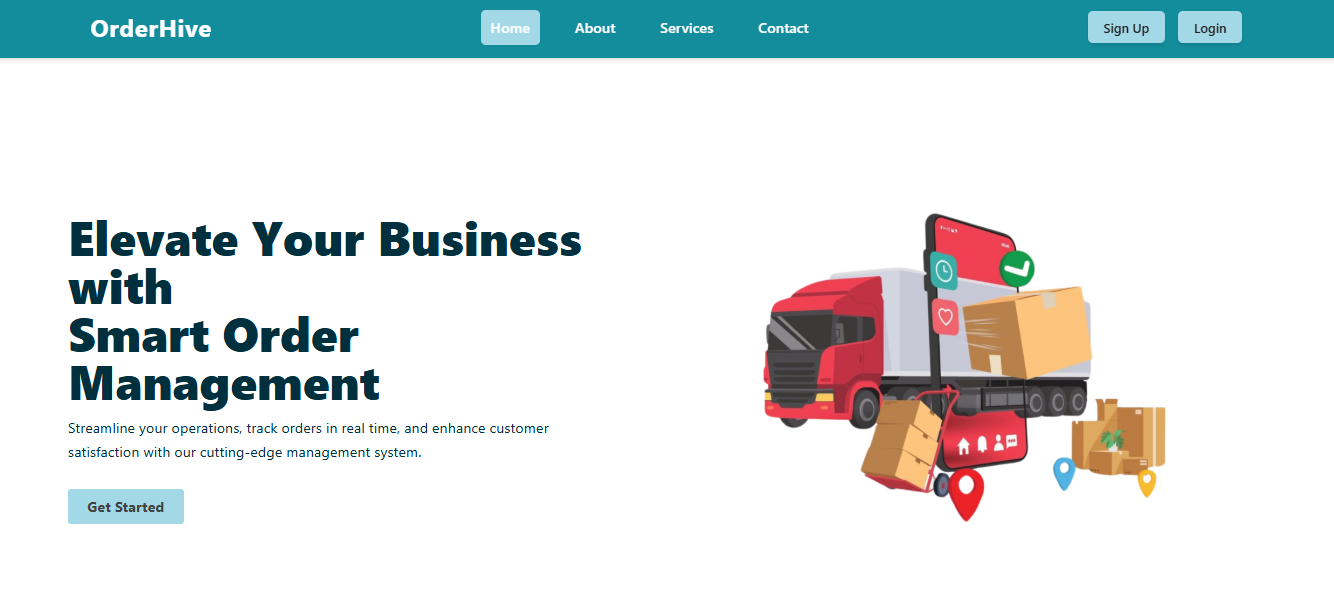 OrderHive
Home
About
Services
Contact
Sign Up
Login
Elevate Your Business
with
Smart Order
Management
Streamline your operations, track orders in real time, and enhance customer
satisfaction with our cutting-edge management system.
Get Started